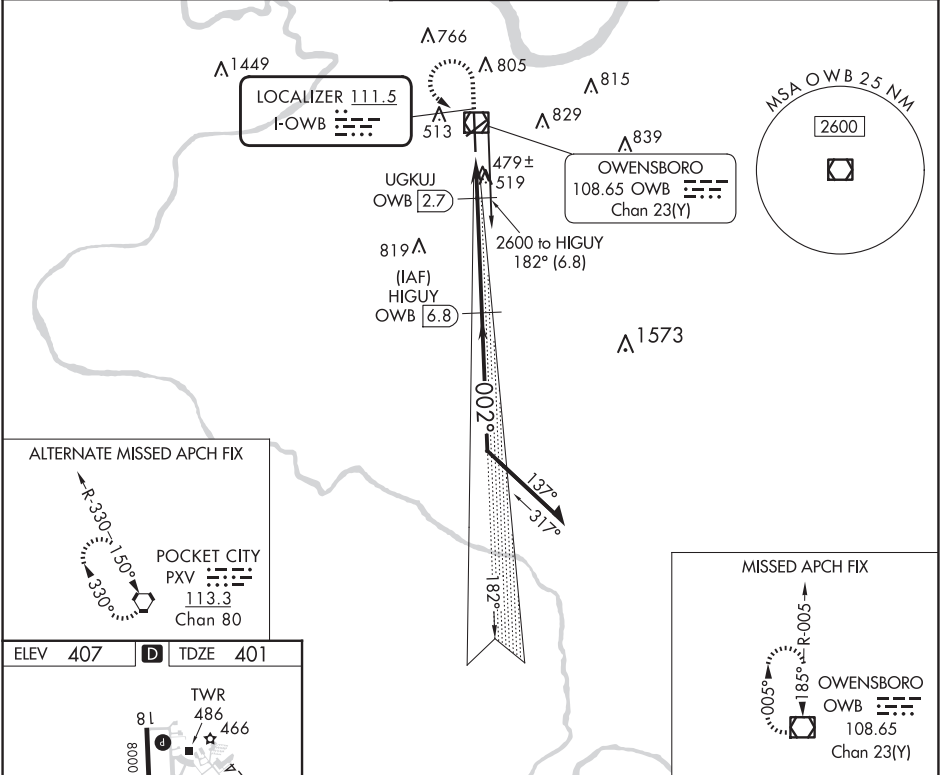 766
1449
805
815
LOCALIZER 111.5
I-OWB
513
829
839
MSA OWB 25 NM
2600
479±
519
OWENSBORO
108.65 OWB
Chan 23(Y)
UGKUJ
OWB 2.7
2600 to HIGUY
182° (6.8)
819
(IAF)
HIGUY
OWB 6.8
1573
002°
137°
317°
182°
ALTERNATE MISSED APCH FIX
R-330
150°
330°
POCKET CITY
PXV
113.3
Chan 80
MISSED APCH FIX
R-005
185°
005°
OWENSBORO
OWB
108.65
Chan 23(Y)
ELEV 407 D TDZE 401
TWR
486
466
18
P
8000